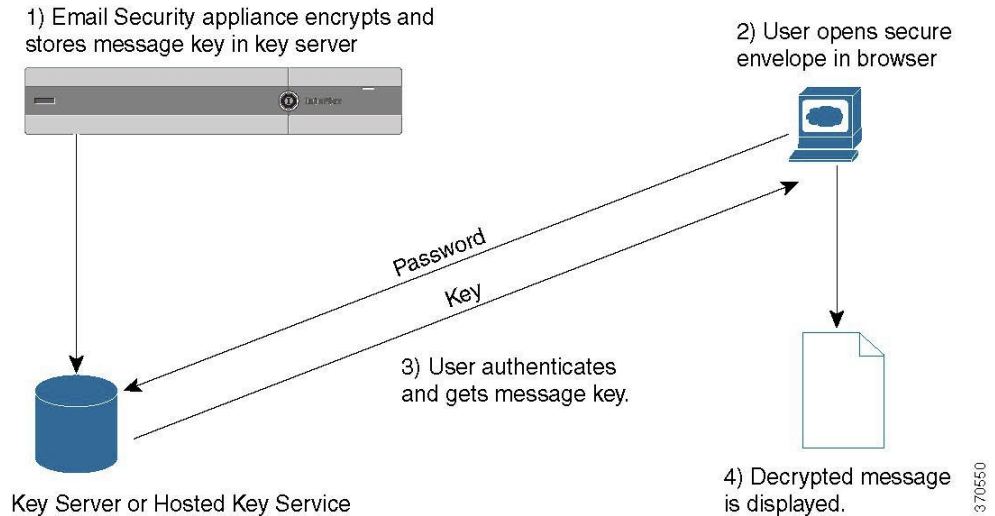 1) Email Security appliance encrypts and
stores message key in key server
2) User opens secure
envelope in browser
Password
Key
3) User authenticates
and gets message key.
Key Server or Hosted Key Service
4) Decrypted message
is displayed.
370550